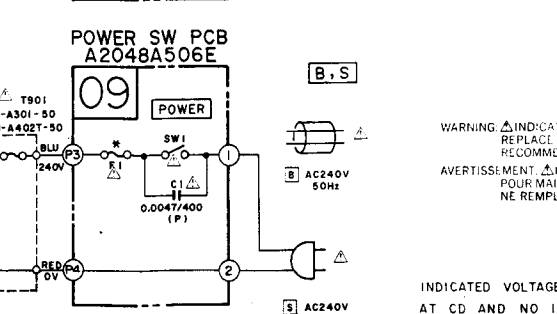 POWER SW PCB
A2048A506E
09
POWER
B,S
T901
-A301-50
-A402T-50
BLU
240V
P3
*
F1
SW1
C1
0.0047/400
(P)
1
B AC240V
50Hz
RED
0V
P4
2
S AC240V
WARNING:
REPLACE
RECOMME
AVERTISSEMENT.
POUR MAI
NE REMPL
INDICATED VOLTAGE
AT CD AND NO